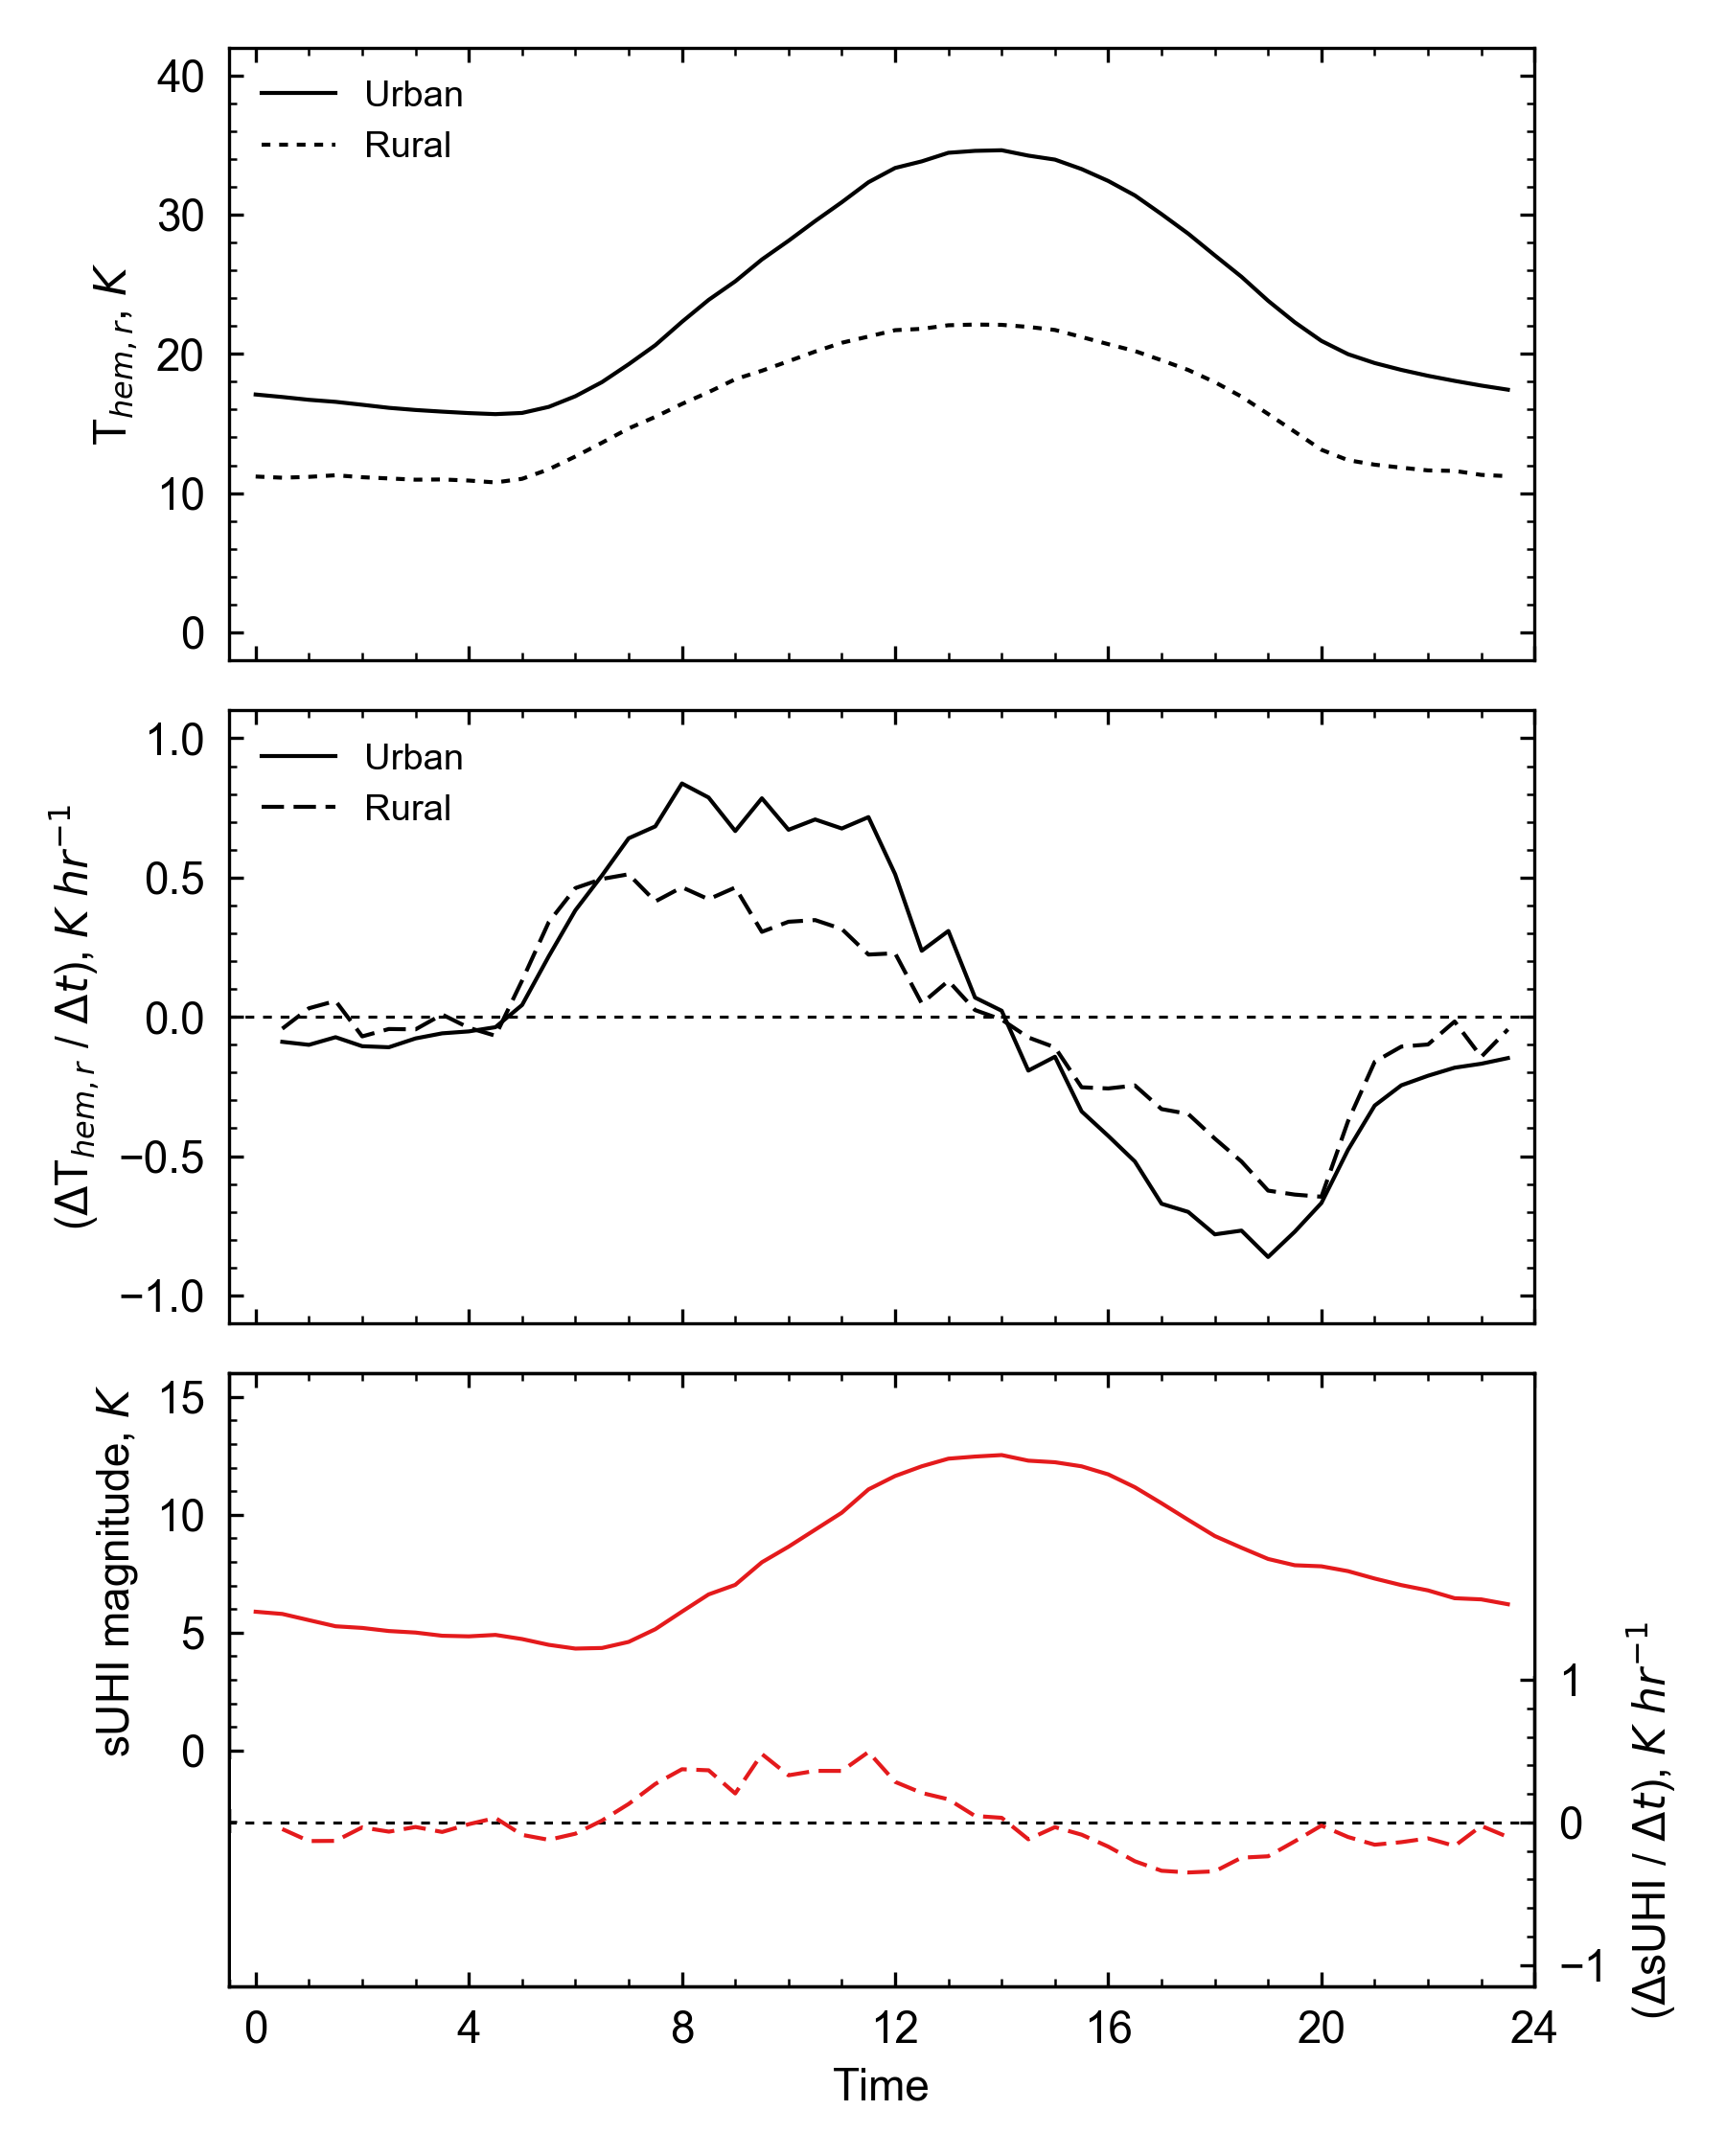 40
30
20
10
0
T_{hem, r}, K
Urban
Rural
1.0
0.5
0.0
−0.5
−1.0
(ΔT_{hem, r} / Δt), K hr^{−1}
Urban
Rural
15
10
5
0
sUHI magnitude, K
1
0
−1
(ΔsUHI / Δt), K hr^{−1}
0 4 8 12 16 20 24
Time